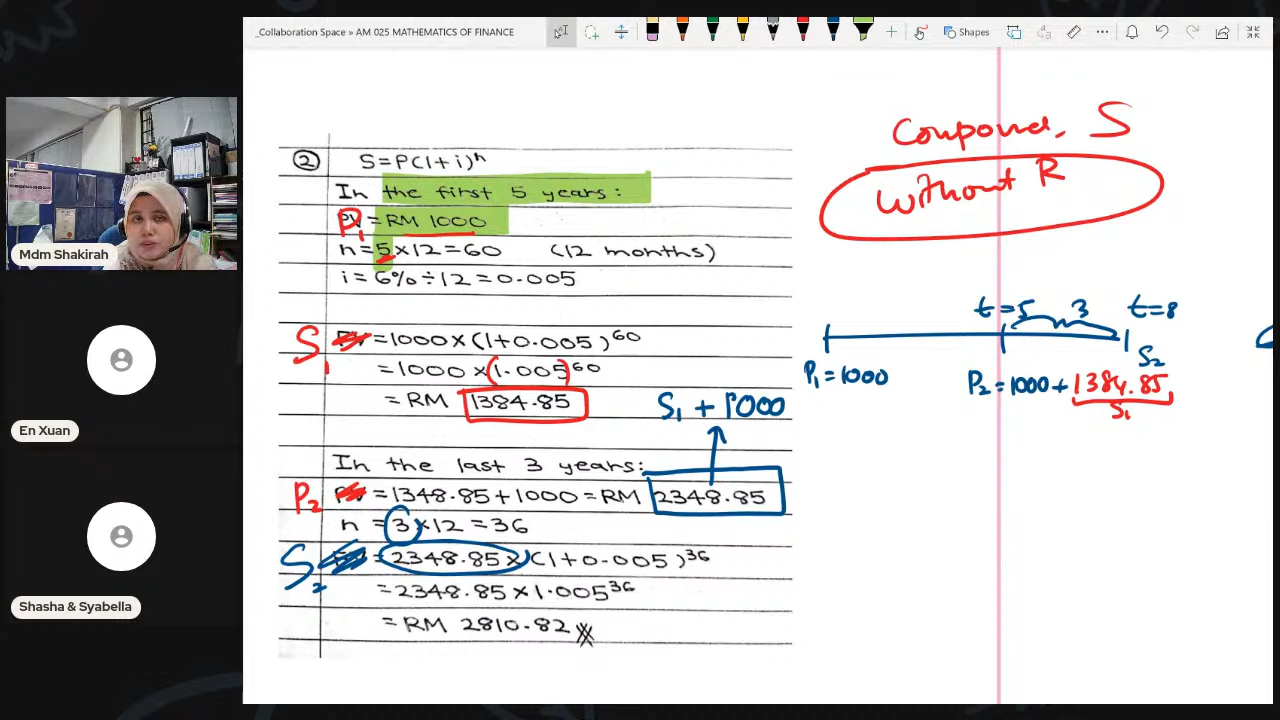 _Collaboration Space » AM 025 MATHEMATICS OF FINANCE
Shapes
Mdm Shakirah
En Xuan
Shasha & Syabella
② S=P(1+i)ⁿ
In the first 5 years:
P₁ = RM 1000
n=5×12=60 (12 months)
i=6%÷12=0.005
S₁ =1000×(1+0.005)⁶⁰
=1000×(1.005)⁶⁰
= RM 1384.85
S₁ + 1000
In the last 3 years:
P₂ =1348.85+1000=RM 2348.85
n =3×12=36
S₂ =2348.85×(1+0.005)³⁶
=2348.85×1.005³⁶
=RM 2810.82
Compound, S
without R
t=5 3 t=8
S₂
P₁=1000 P₂=1000+1384.85
S₁